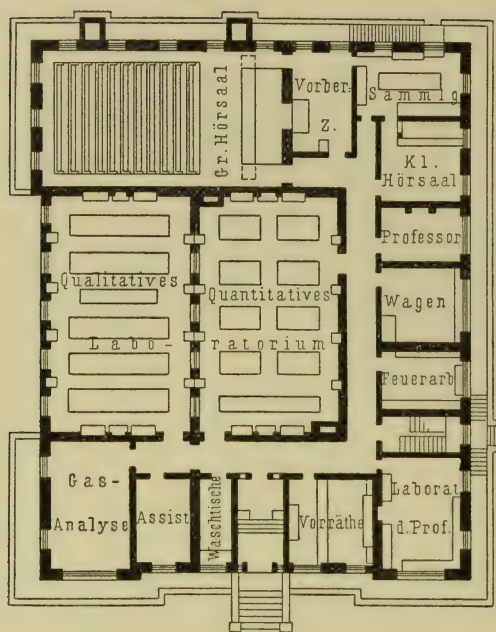 Gr. Hörsaal
Vorber-
Z.
Sammlg
Kl.
Hörsaal
Professor
Qualitatives
Quantitatives
Wagen
Labo-
ratorium
Feuerarb
Gas-
Analyse
Assist
Waschtische
Vorräthe
Laborat
d. Prof.